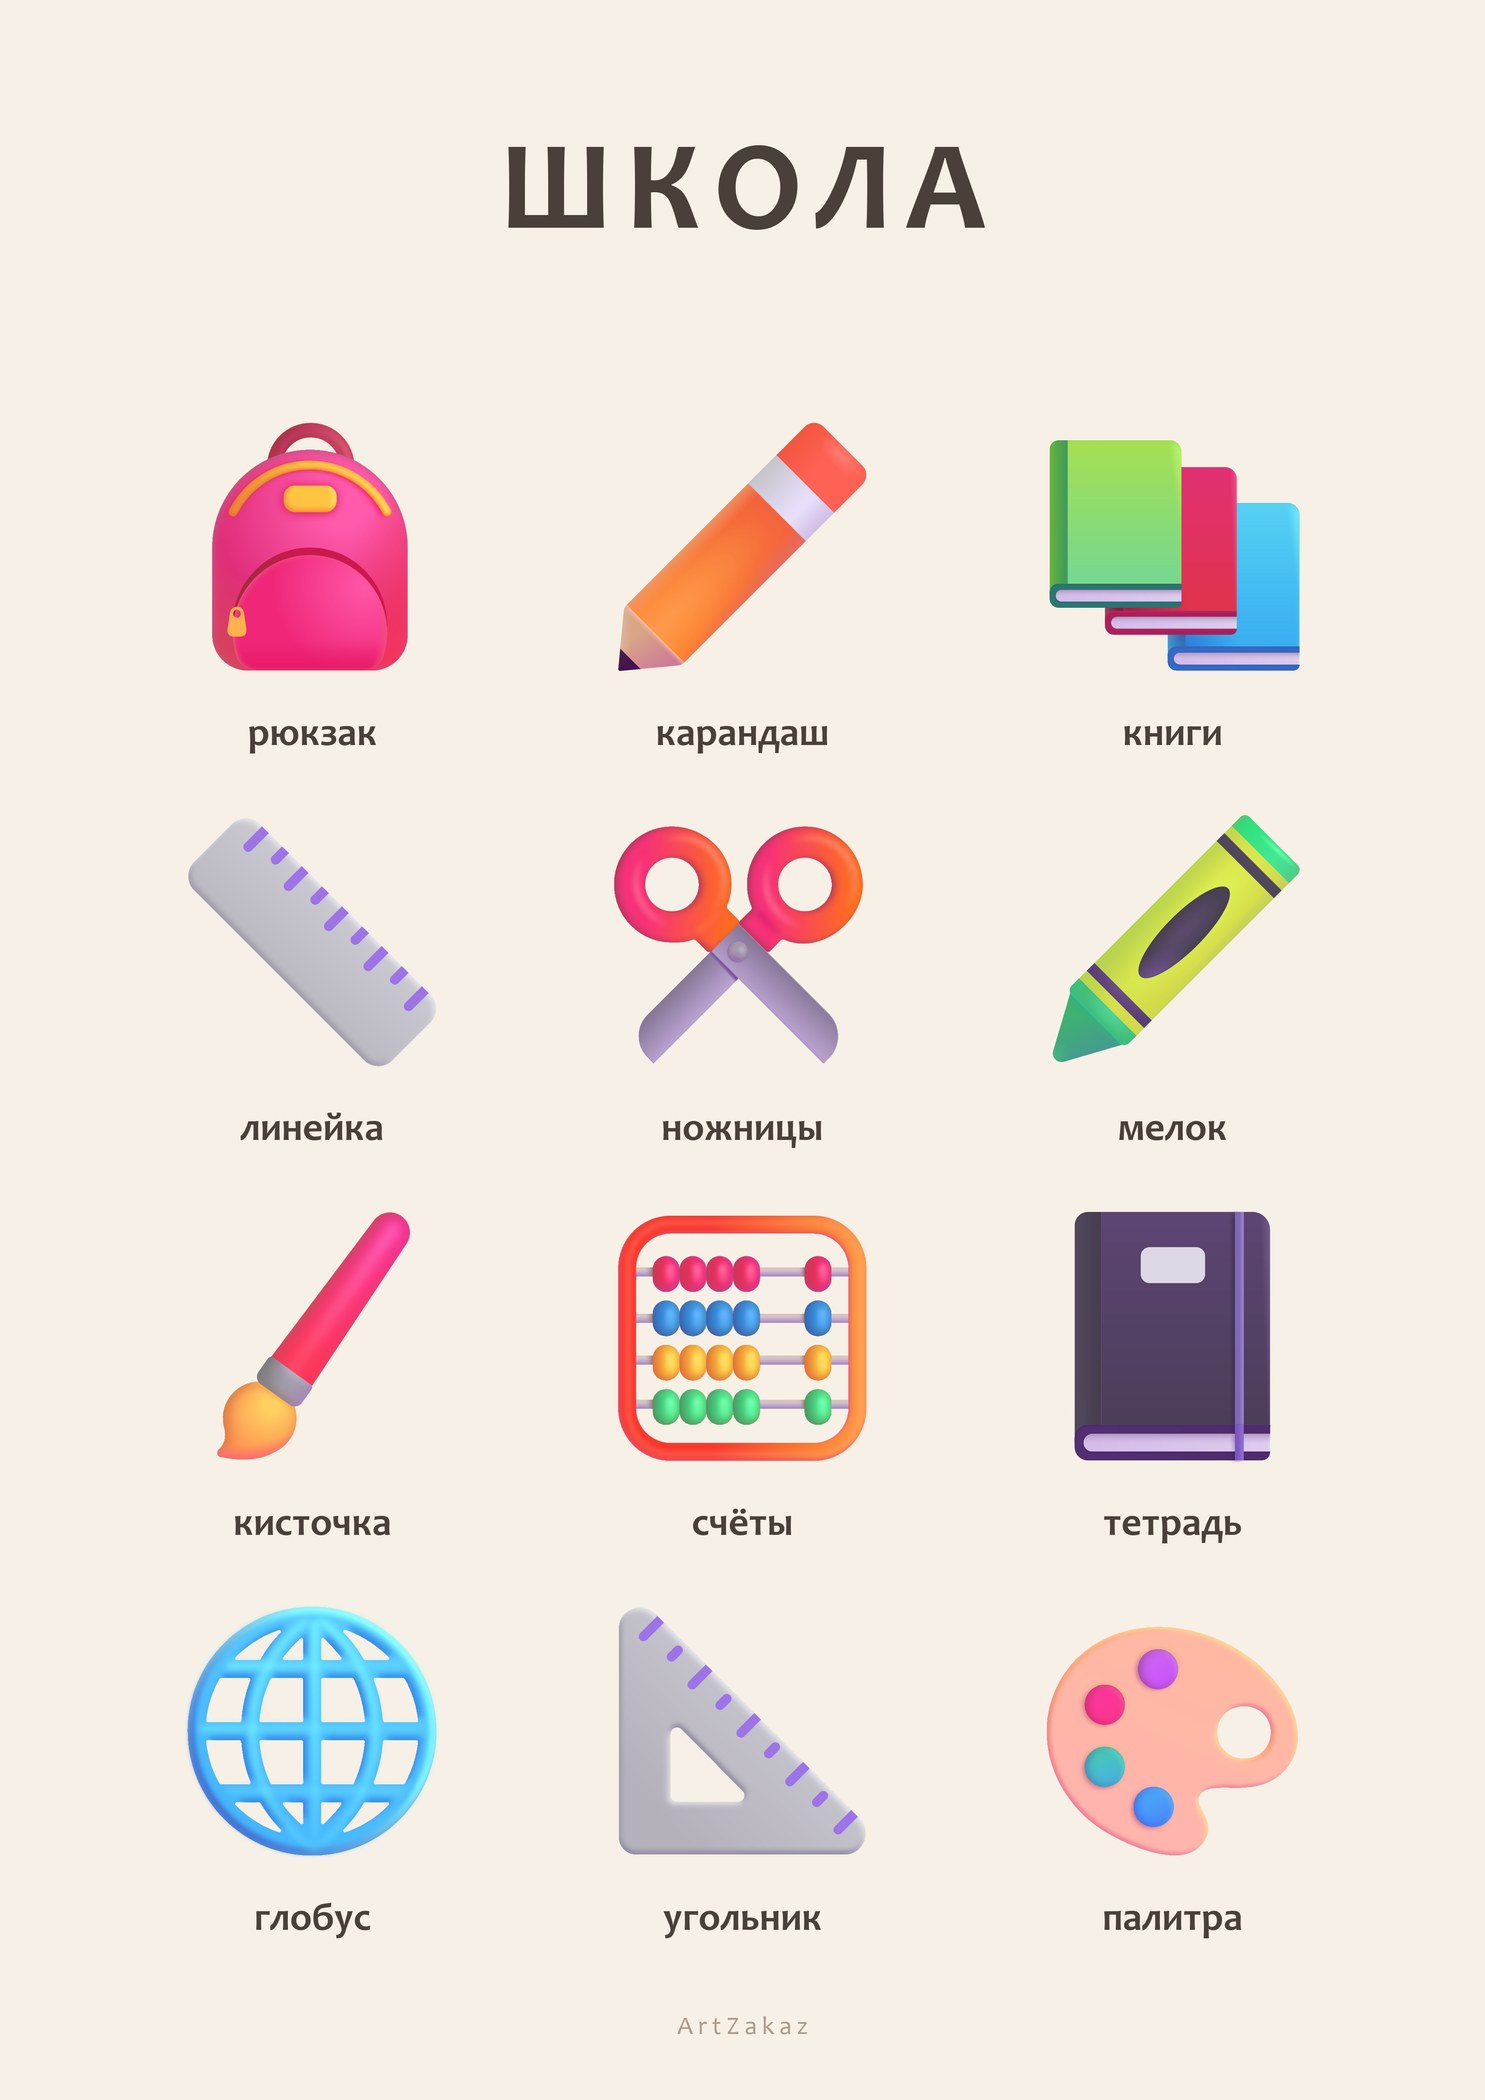 ШКОЛА
рюкзак
карандаш
книги
линейка
ножницы
мелок
кисточка
счёты
тетрадь
глобус
угольник
палитра
ArtZakaz